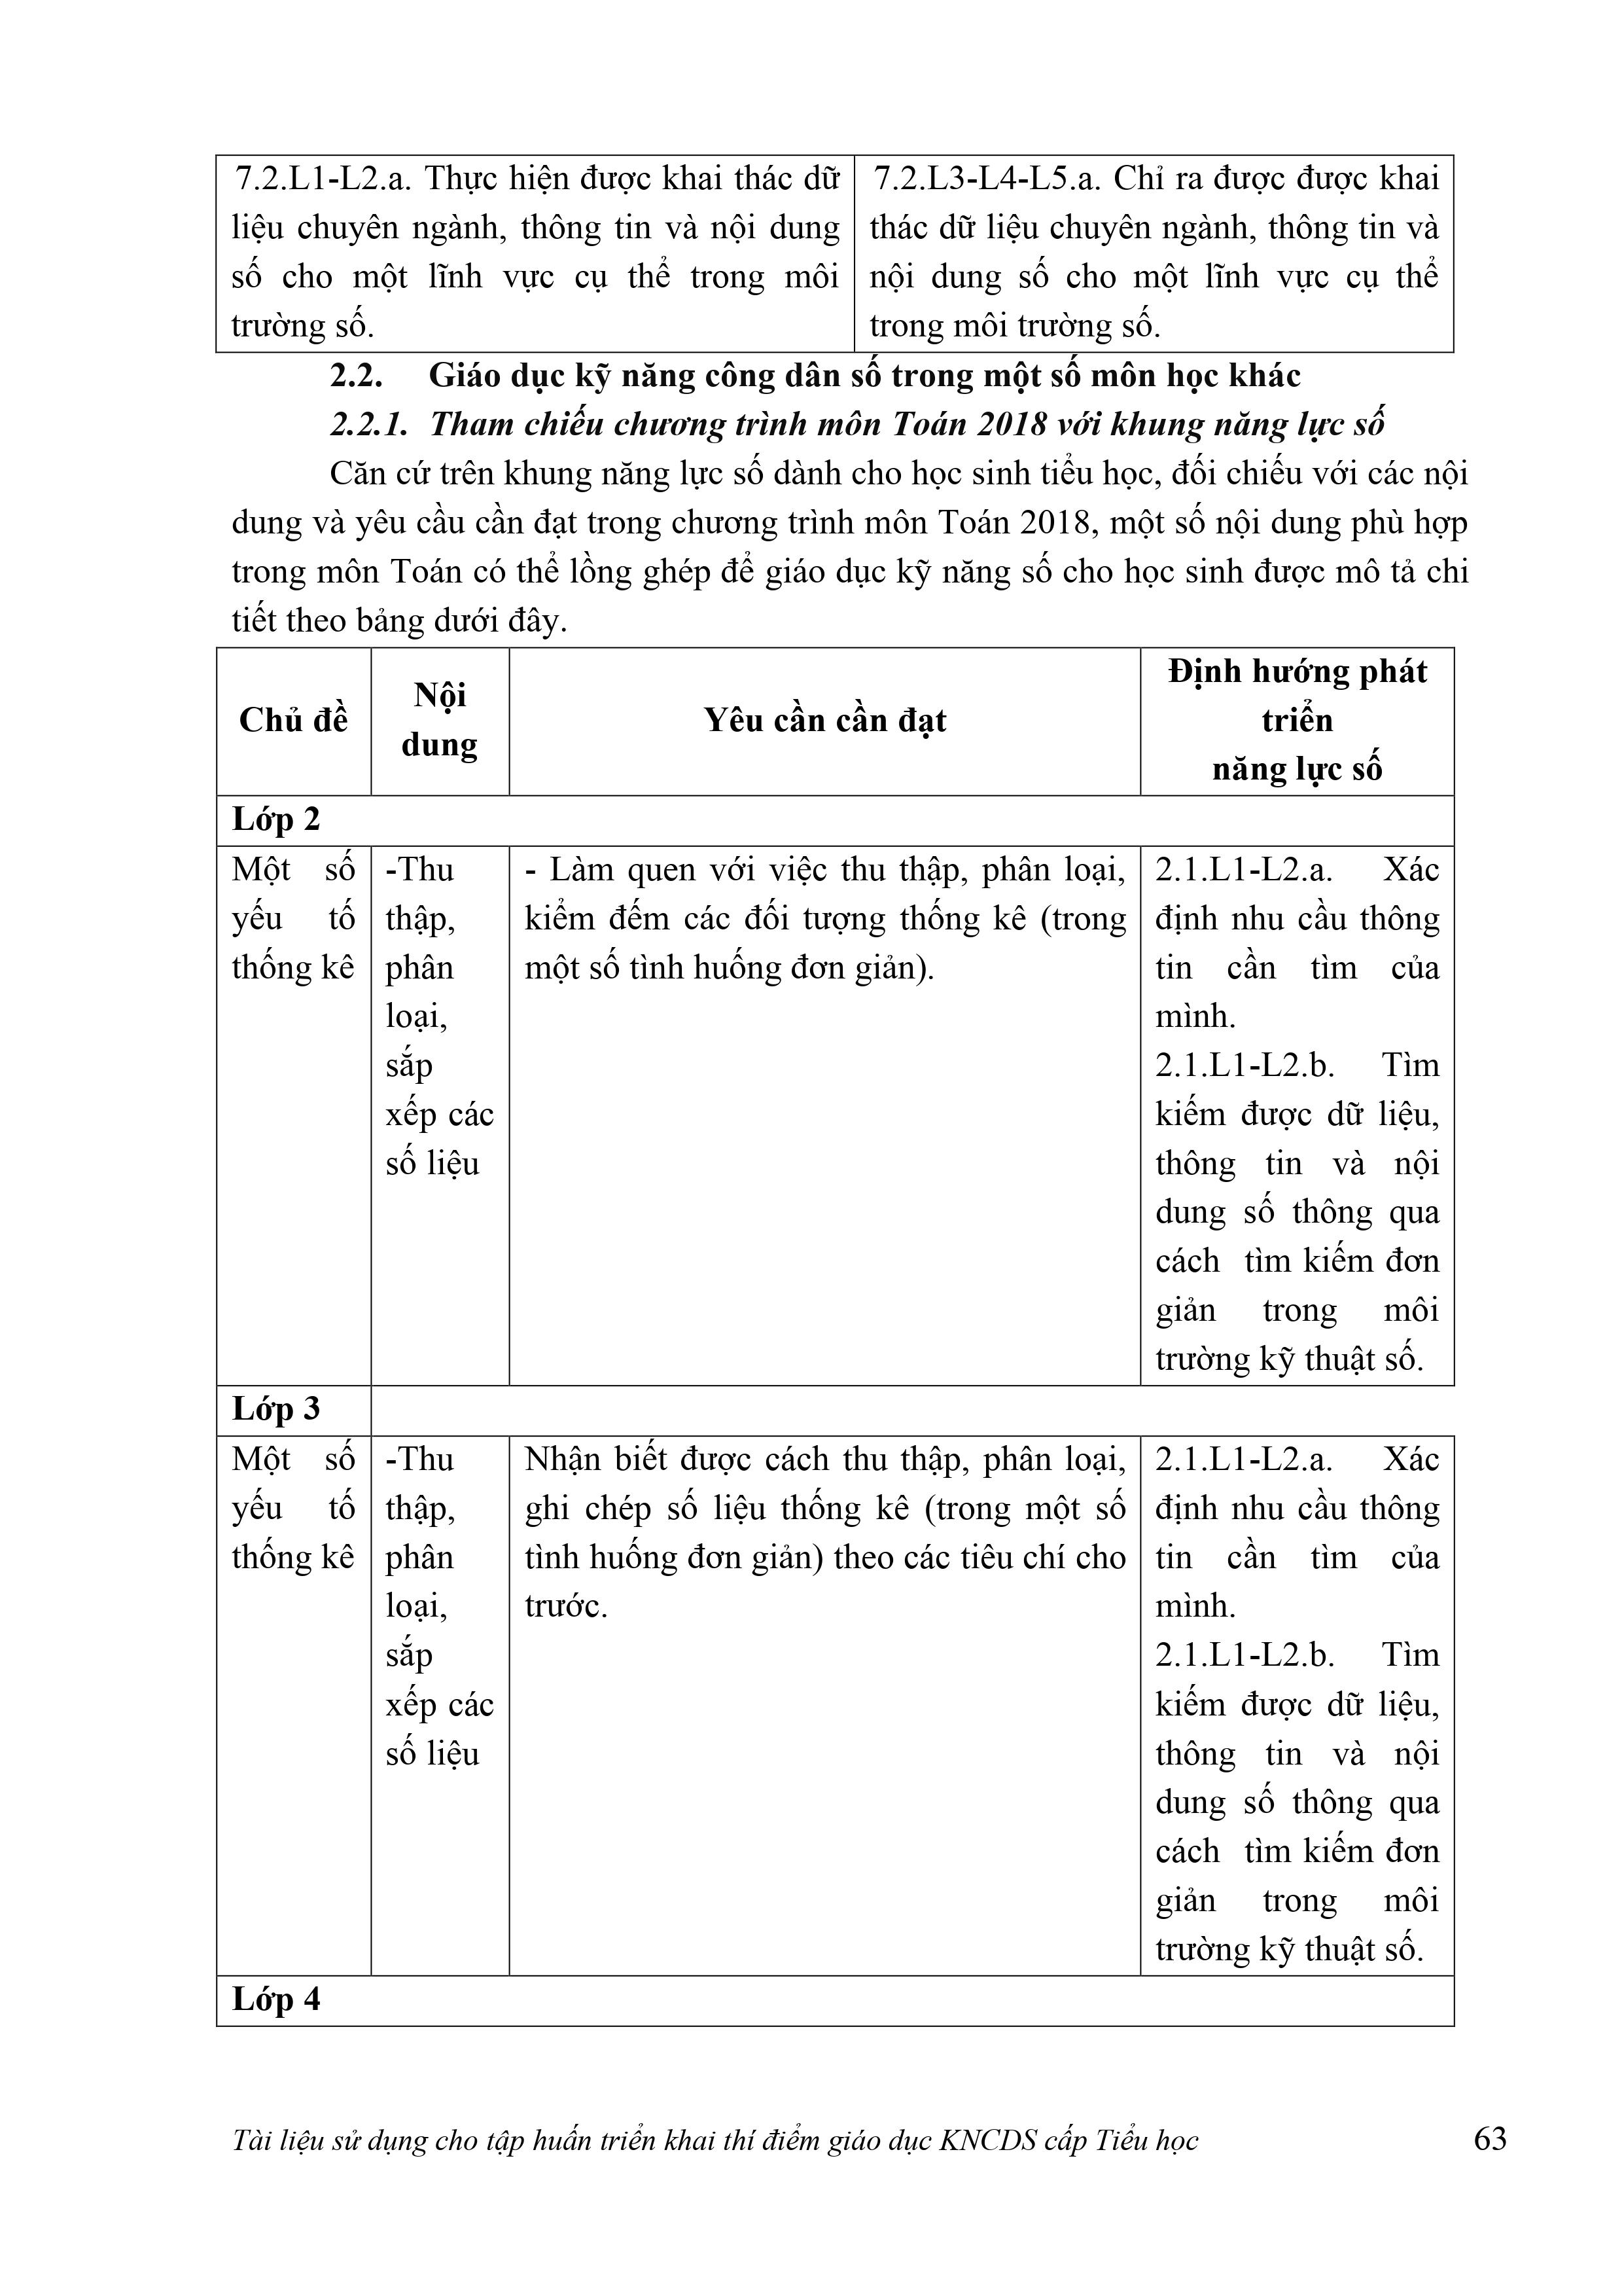 7.2.L1-L2.a. Thực hiện được khai thác dữ
liệu chuyên ngành, thông tin và nội dung
số cho một lĩnh vực cụ thể trong môi
trường số.
7.2.L3-L4-L5.a. Chỉ ra được được khai
thác dữ liệu chuyên ngành, thông tin và
nội dung số cho một lĩnh vực cụ thể
trong môi trường số.
2.2. Giáo dục kỹ năng công dân số trong một số môn học khác
2.2.1. Tham chiếu chương trình môn Toán 2018 với khung năng lực số
Căn cứ trên khung năng lực số dành cho học sinh tiểu học, đối chiếu với các nội
dung và yêu cầu cần đạt trong chương trình môn Toán 2018, một số nội dung phù hợp
trong môn Toán có thể lồng ghép để giáo dục kỹ năng số cho học sinh được mô tả chi
tiết theo bảng dưới đây.
Chủ đề
Nội
dung
Yêu cần cần đạt
Định hướng phát
triển
năng lực số
Lớp 2
Một số
yếu tố
thống kê
-Thu
thập,
phân
loại,
sắp
xếp các
số liệu
- Làm quen với việc thu thập, phân loại,
kiểm đếm các đối tượng thống kê (trong
một số tình huống đơn giản).
2.1.L1-L2.a. Xác
định nhu cầu thông
tin cần tìm của
mình.
2.1.L1-L2.b. Tìm
kiếm được dữ liệu,
thông tin và nội
dung số thông qua
cách tìm kiếm đơn
giản trong môi
trường kỹ thuật số.
Lớp 3
Một số
yếu tố
thống kê
-Thu
thập,
phân
loại,
sắp
xếp các
số liệu
Nhận biết được cách thu thập, phân loại,
ghi chép số liệu thống kê (trong một số
tình huống đơn giản) theo các tiêu chí cho
trước.
2.1.L1-L2.a. Xác
định nhu cầu thông
tin cần tìm của
mình.
2.1.L1-L2.b. Tìm
kiếm được dữ liệu,
thông tin và nội
dung số thông qua
cách tìm kiếm đơn
giản trong môi
trường kỹ thuật số.
Lớp 4
Tài liệu sử dụng cho tập huấn triển khai thí điểm giáo dục KNCDS cấp Tiểu học
63